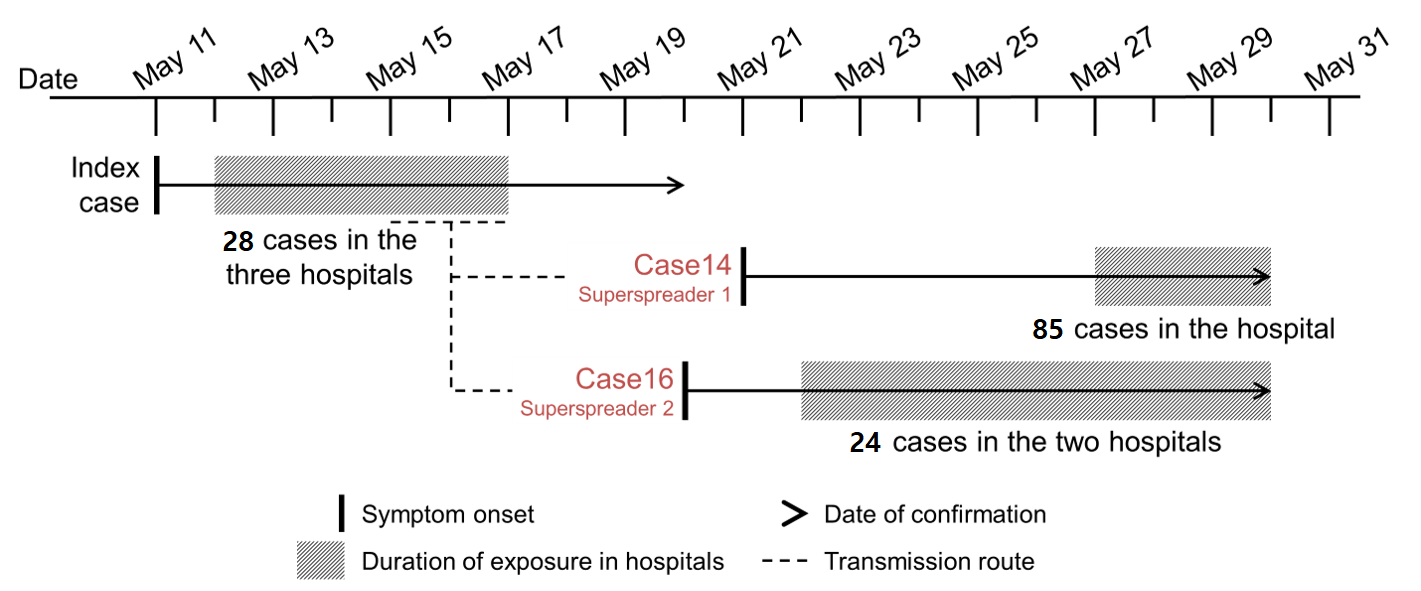 Date
May 11
May 13
May 15
May 17
May 19
May 21
May 23
May 25
May 27
May 29
May 31
Index
case
28 cases in the
three hospitals
Case14
Superspreader 1
85 cases in the hospital
Case16
Superspreader 2
24 cases in the two hospitals
Symptom onset
Date of confirmation
Duration of exposure in hospitals
Transmission route